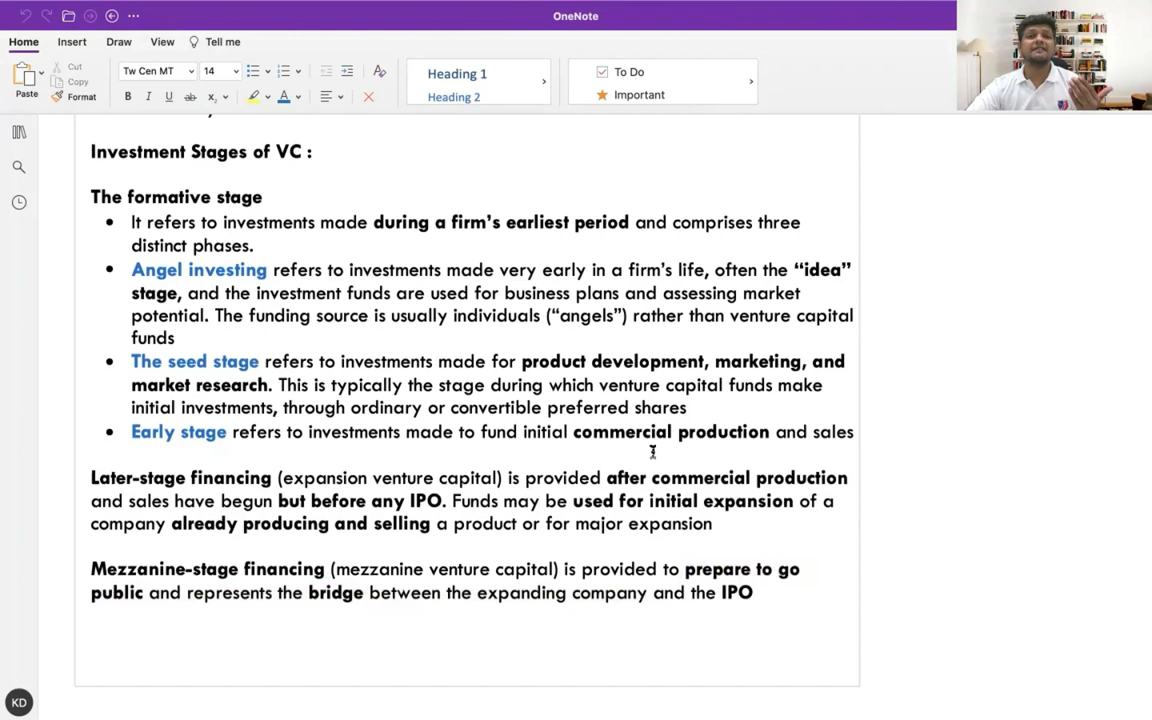 OneNote
Home Insert Draw View Tell me
Paste
Cut
Copy
Format
Tw Cen MT 14
B I U ab x₂ A
Heading 1
Heading 2
To Do
Important
Investment Stages of VC :
The formative stage
• It refers to investments made during a firm's earliest period and comprises three
distinct phases.
• Angel investing refers to investments made very early in a firm's life, often the “idea”
stage, and the investment funds are used for business plans and assessing market
potential. The funding source is usually individuals (“angels”) rather than venture capital
funds
• The seed stage refers to investments made for product development, marketing, and
market research. This is typically the stage during which venture capital funds make
initial investments, through ordinary or convertible preferred shares
• Early stage refers to investments made to fund initial commercial production and sales
Later-stage financing (expansion venture capital) is provided after commercial production
and sales have begun but before any IPO. Funds may be used for initial expansion of a
company already producing and selling a product or for major expansion
Mezzanine-stage financing (mezzanine venture capital) is provided to prepare to go
public and represents the bridge between the expanding company and the IPO
KD